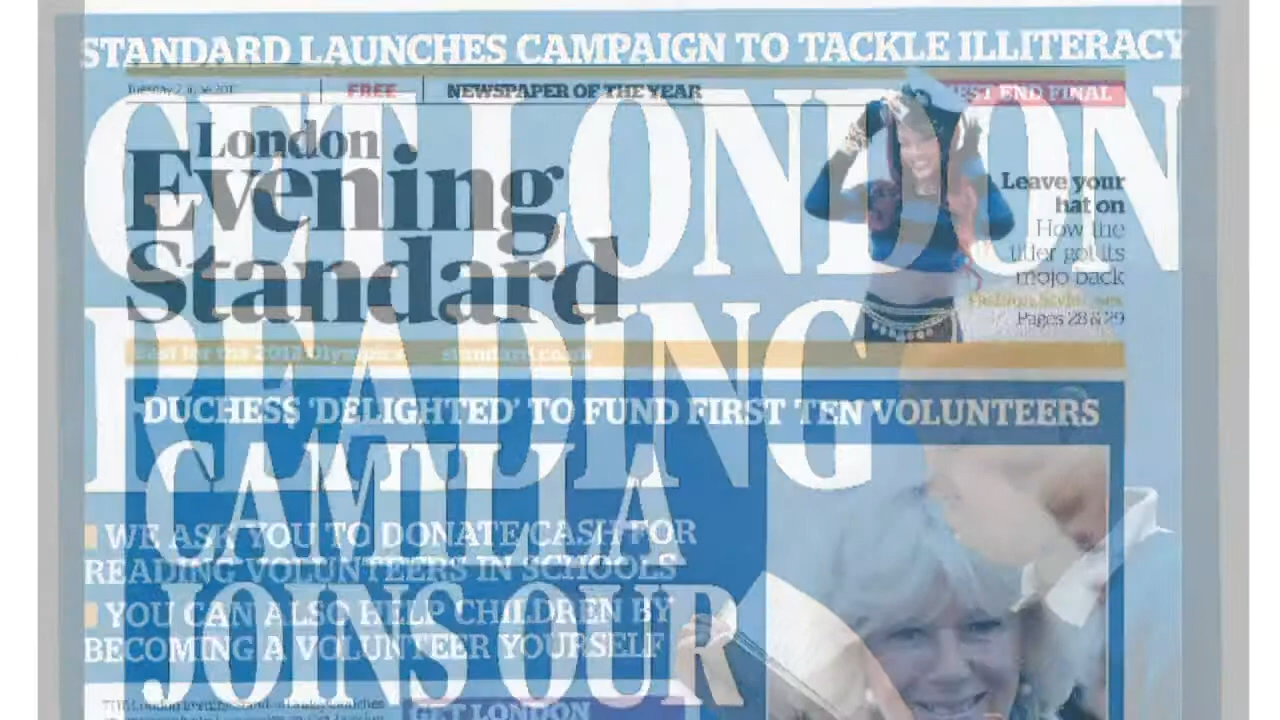 STANDARD LAUNCHES CAMPAIGN TO TACKLE ILLITERACY
FREE
NEWSPAPER OF THE YEAR
WEST END FINAL
GET LONDON
READING
London
Evening
Standard
Leave your
hat on
How the
titfer got its
mojo back
Pages 28 & 29
DUCHESS 'DELIGHTED' TO FUND FIRST TEN VOLUNTEERS
CAMILLA
JOINS OUR
WE ASK YOU TO DONATE CASH FOR
READING VOLUNTEERS IN SCHOOLS
YOU CAN ALSO HELP CHILDREN BY
BECOMING A VOLUNTEER YOURSELF
GET LONDON